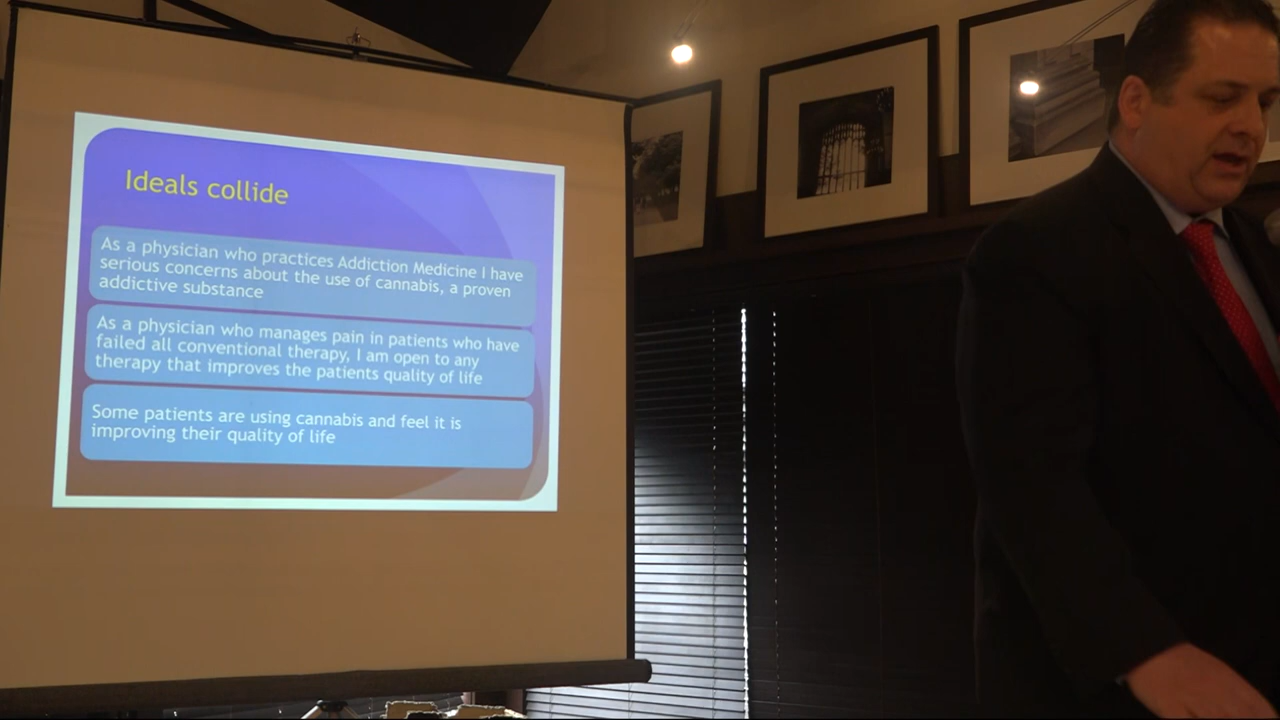 Ideals collide
As a physician who practices Addiction Medicine I have
serious concerns about the use of cannabis, a proven
addictive substance
As a physician who manages pain in patients who have
failed all conventional therapy, I am open to any
therapy that improves the patients quality of life
Some patients are using cannabis and feel it is
improving their quality of life